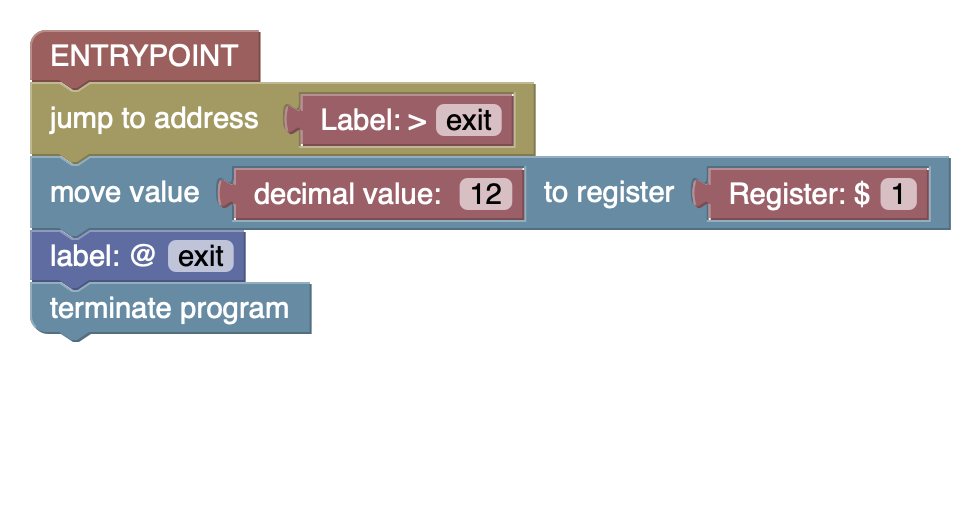 ENTRYPOINT
jump to address Label: > exit
move value decimal value: 12 to register Register: $ 1
label: @ exit
terminate program